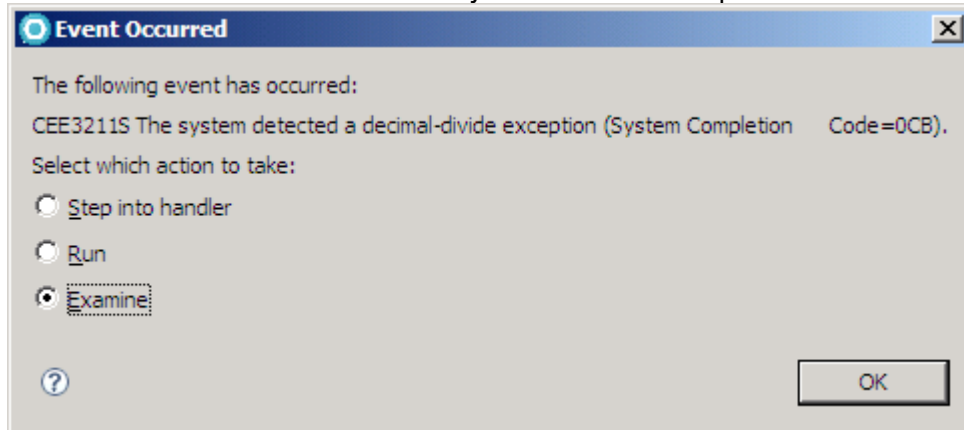 Event Occurred
The following event has occurred:
CEE3211S The system detected a decimal-divide exception (System Completion Code=0CB).
Select which action to take:
Step into handler
Run
Examine
OK